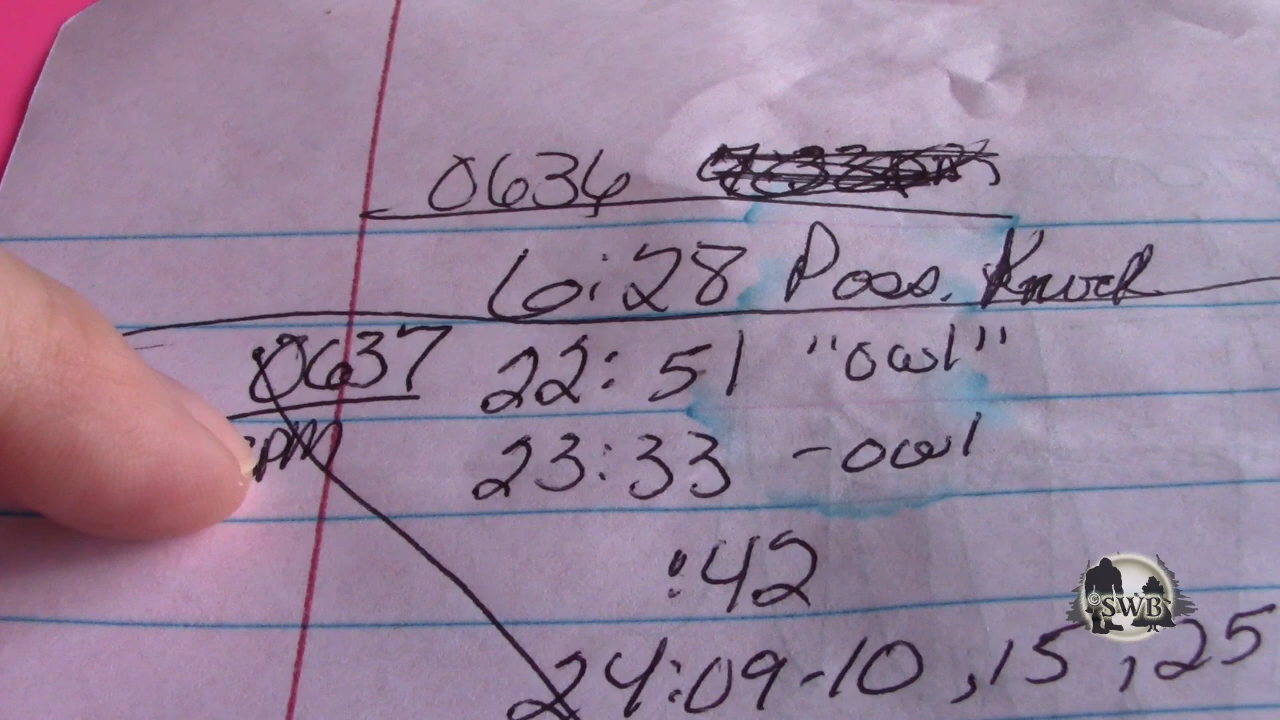 0636
6:28 Poss. Knock
0637 22:51 "owl"
:pm 23:33 - owl
:42
24:09-10, 15, 25
© SWB